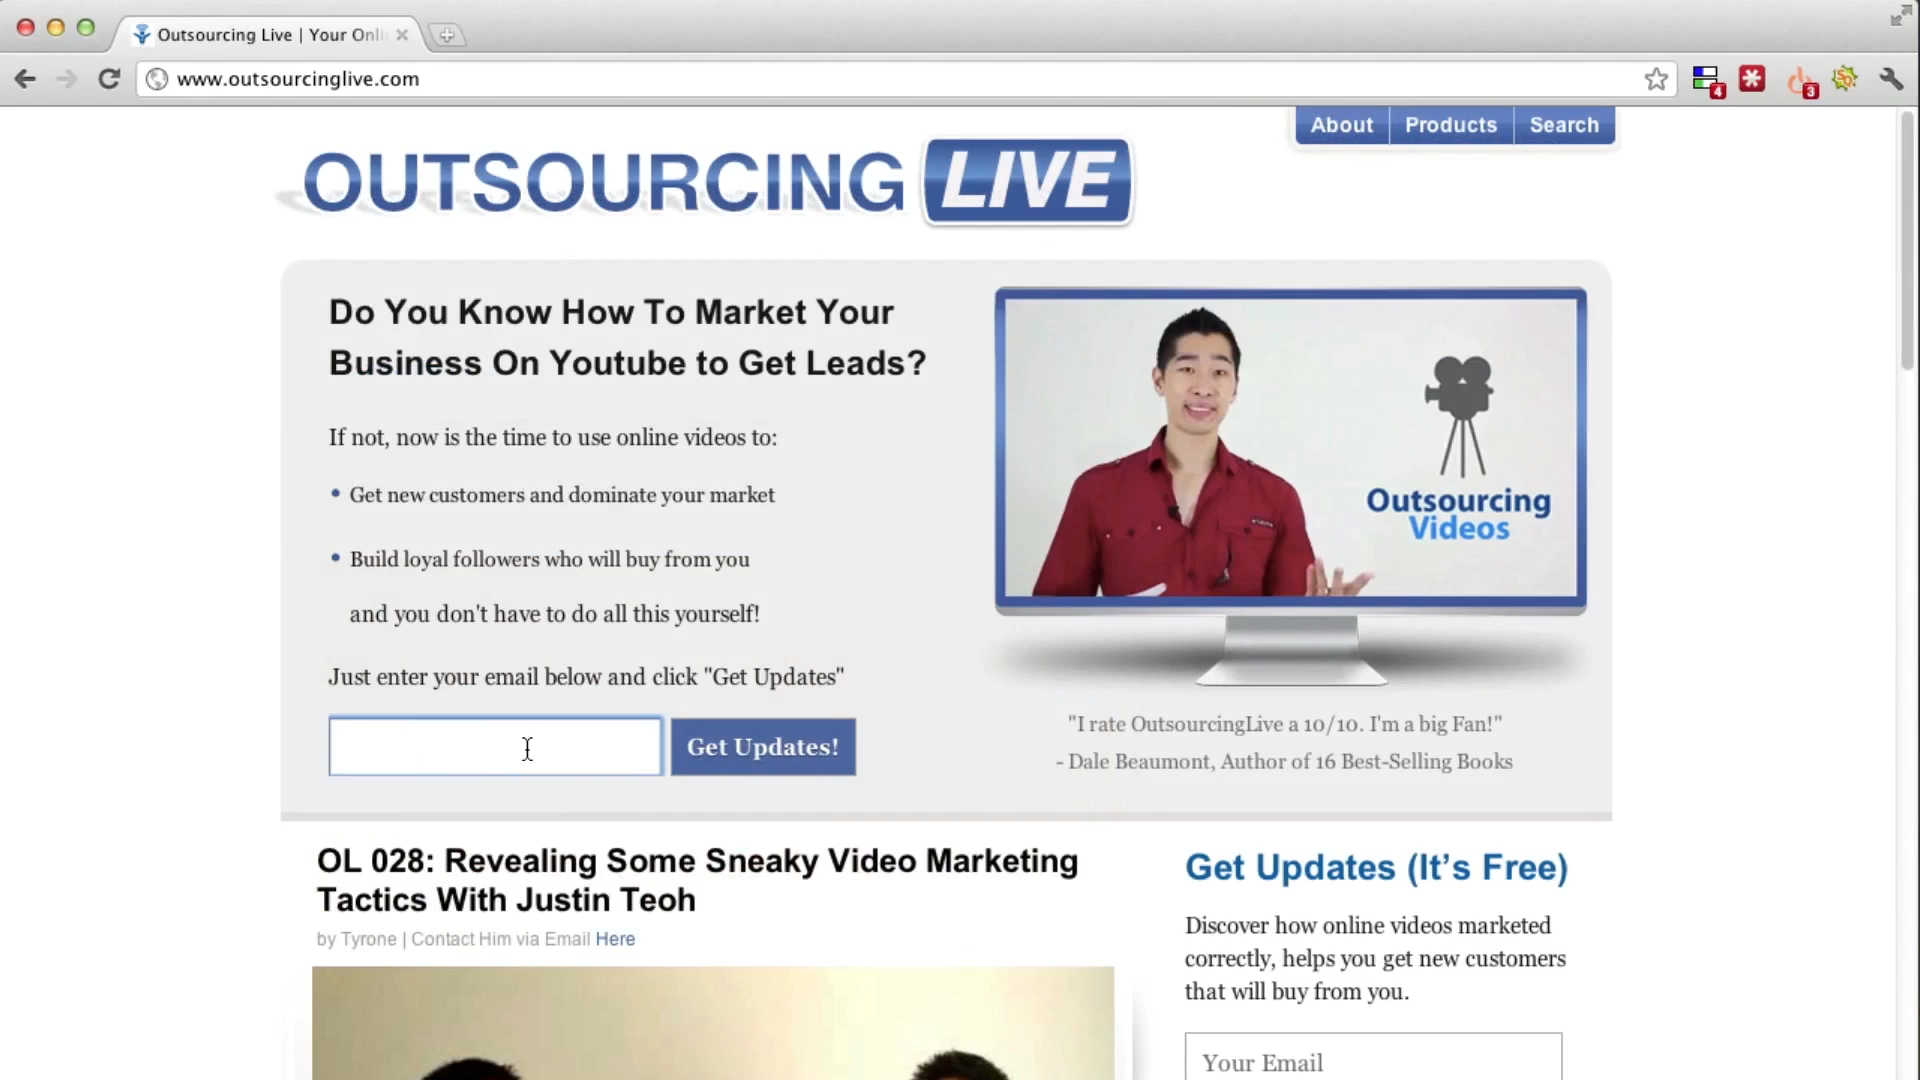 Outsourcing Live | Your Onli
www.outsourcinglive.com
4
3
About
Products
Search
OUTSOURCING LIVE
Do You Know How To Market Your
Business On Youtube to Get Leads?
If not, now is the time to use online videos to:
• Get new customers and dominate your market
• Build loyal followers who will buy from you
and you don't have to do all this yourself!
Just enter your email below and click "Get Updates"
Get Updates!
Outsourcing
Videos
"I rate OutsourcingLive a 10/10. I'm a big Fan!"
- Dale Beaumont, Author of 16 Best-Selling Books
OL 028: Revealing Some Sneaky Video Marketing
Tactics With Justin Teoh
by Tyrone | Contact Him via Email Here
Get Updates (It’s Free)
Discover how online videos marketed
correctly, helps you get new customers
that will buy from you.
Your Email